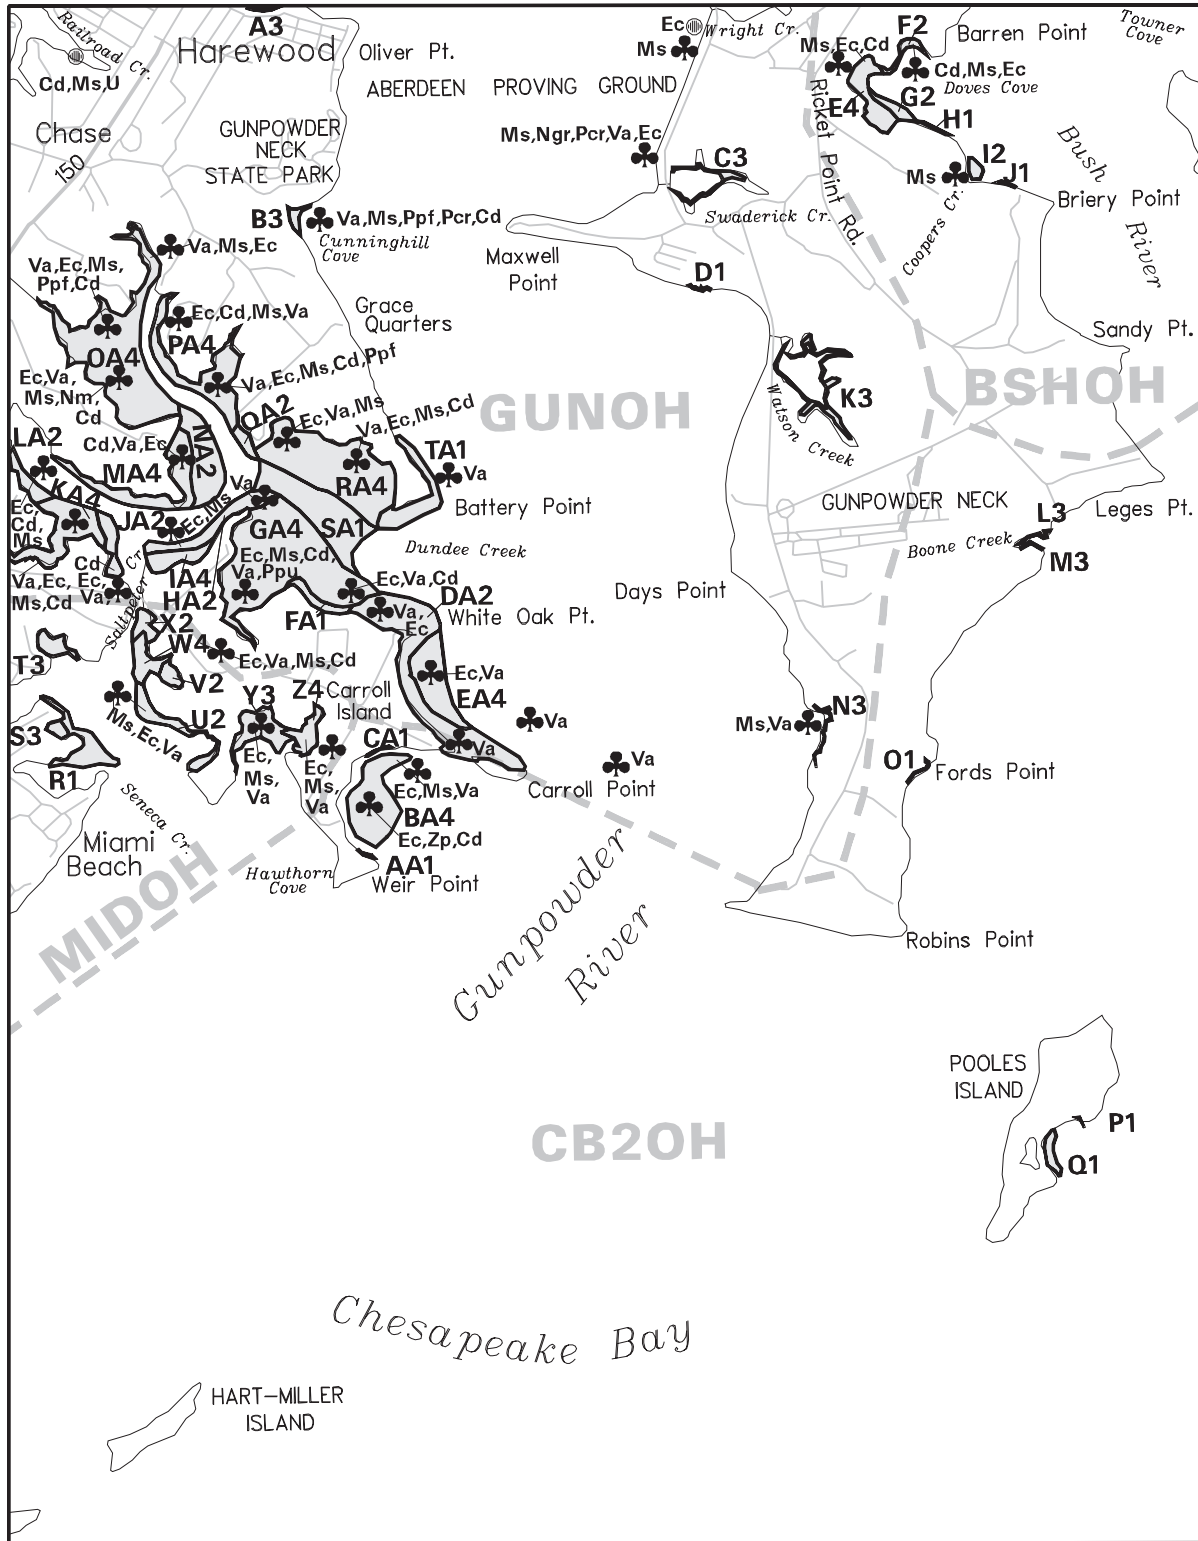 A3
Harewood
Oliver Pt.
Railroad Cr.
Cd,Ms,U
Chase
150
GUNPOWDER
NECK
STATE PARK
ABERDEEN PROVING GROUND
Ec
Wright Cr.
Ms
Ms,Ec,Cd
F2
Barren Point
Towner
Cove
Cd,Ms,Ec
Doves Cove
G2
E4
H1
Ricket Point Rd.
Bush
River
Ms,Ngr,Pcr,Va,Ec
C3
Swaderick Cr.
I2
Ms
J1
Briery Point
Coopers Cr.
B3
Va,Ms,Ppf,Pcr,Cd
Cunninghill
Cove
Maxwell
Point
D1
Va,Ms,Ec
Va,Ec,Ms,
Ppf,Cd
Ec,Cd,Ms,Va
PA4
OA4
Grace
Quarters
Sandy Pt.
Ec,Va,
Ms,Nm,
Cd
Va,Ec,Ms,Cd,Ppf
GUNOH
BSHOH
K3
Watson Creek
QA2
Ec,Va,Ms
Va,Ec,Ms,Cd
LA2
Cd,Va,Ec
NA2
MA4
KA4
TA1
Va
RA4
Battery Point
GUNPOWDER NECK
Leges Pt.
L3
Boone Creek
M3
Ec,
Cd,
Ms
JA2
Ec,Ms
Va
GA4
SA1
Dundee Creek
Cd
Ec,Ms,Cd,
Va,Ppu
IA4
HA2
Va,Ec,
Ms,Cd
Ec,
Va,
Saltpeter Cr.
Ec,Va,Cd
DA2
Va,
Ec
FA1
White Oak Pt.
Days Point
X2
W4
Ec,Va,Ms,Cd
T3
V2
Ec,Va
EA4
Y3
Z4
Carroll
Island
U2
Ms,Ec,Va
S3
R1
CA1
Va
Va
Va
Carroll Point
Ms,Va
N3
O1
Fords Point
Ec,
Ms,
Va
Ec,
Ms,
Va
Ec,Ms,Va
BA4
Ec,Zp,Cd
AA1
Weir Point
Seneca Cr.
Miami
Beach
Hawthorn
Cove
MIDOH
Gunpowder
River
Robins Point
POOLES
ISLAND
P1
Q1
CB2OH
Chesapeake Bay
HART-MILLER
ISLAND